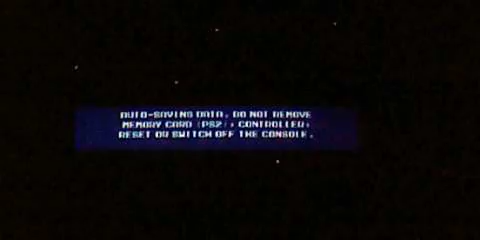 AUTO-SAVING DATA. DO NOT REMOVE
MEMORY CARD (PS2), CONTROLLER,
RESET OR SWITCH OFF THE CONSOLE.